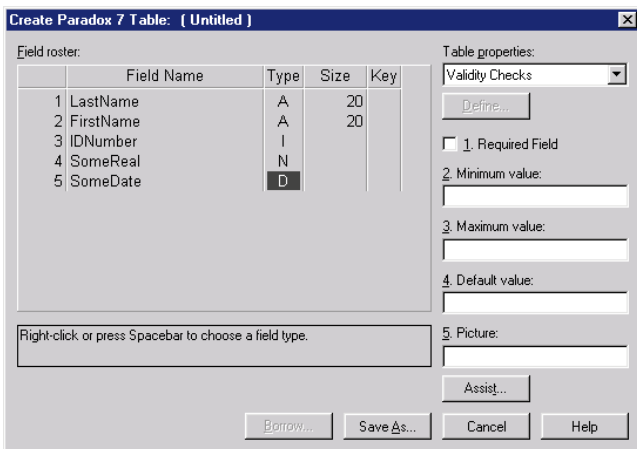 Create Paradox 7 Table: ( Untitled )
Field roster:
Field Name Type Size Key
1 LastName A 20
2 FirstName A 20
3 IDNumber I
4 SomeReal N
5 SomeDate D
Right-click or press Spacebar to choose a field type.
Table properties:
Validity Checks
Define...
1. Required Field
2. Minimum value:
3. Maximum value:
4. Default value:
5. Picture:
Assist...
Borrow... Save As... Cancel Help